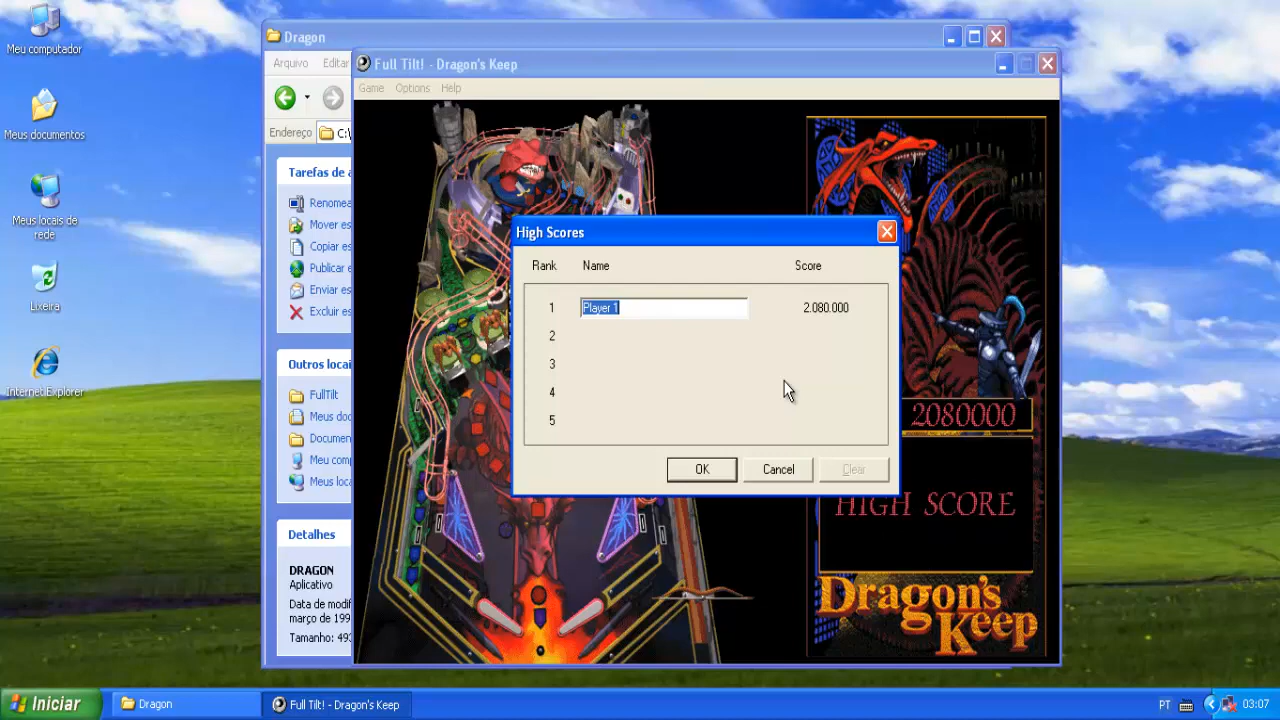 Meu computador
Meus documentos
Meus locais de
rede
Lixeira
Internet Explorer
Dragon
Arquivo Editar
Endereço C:\
Tarefas de a
Renomea
Mover es
Copiar es
Publicar e
Enviar es
Excluir es
Outros locai
FullTilt
Meus doc
Documen
Meu comp
Meus loca
Detalhes
DRAGON
Aplicativo
Data de modif
março de 199
Tamanho: 493
Full Tilt! - Dragon's Keep
Game Options Help
High Scores
Rank Name Score
1 Player 1 2.080.000
2
3
4
5
OK Cancel Clear
2080000
HIGH SCORE
Dragon's
Keep
Iniciar
Dragon
Full Tilt! - Dragon's Keep
PT
03:07